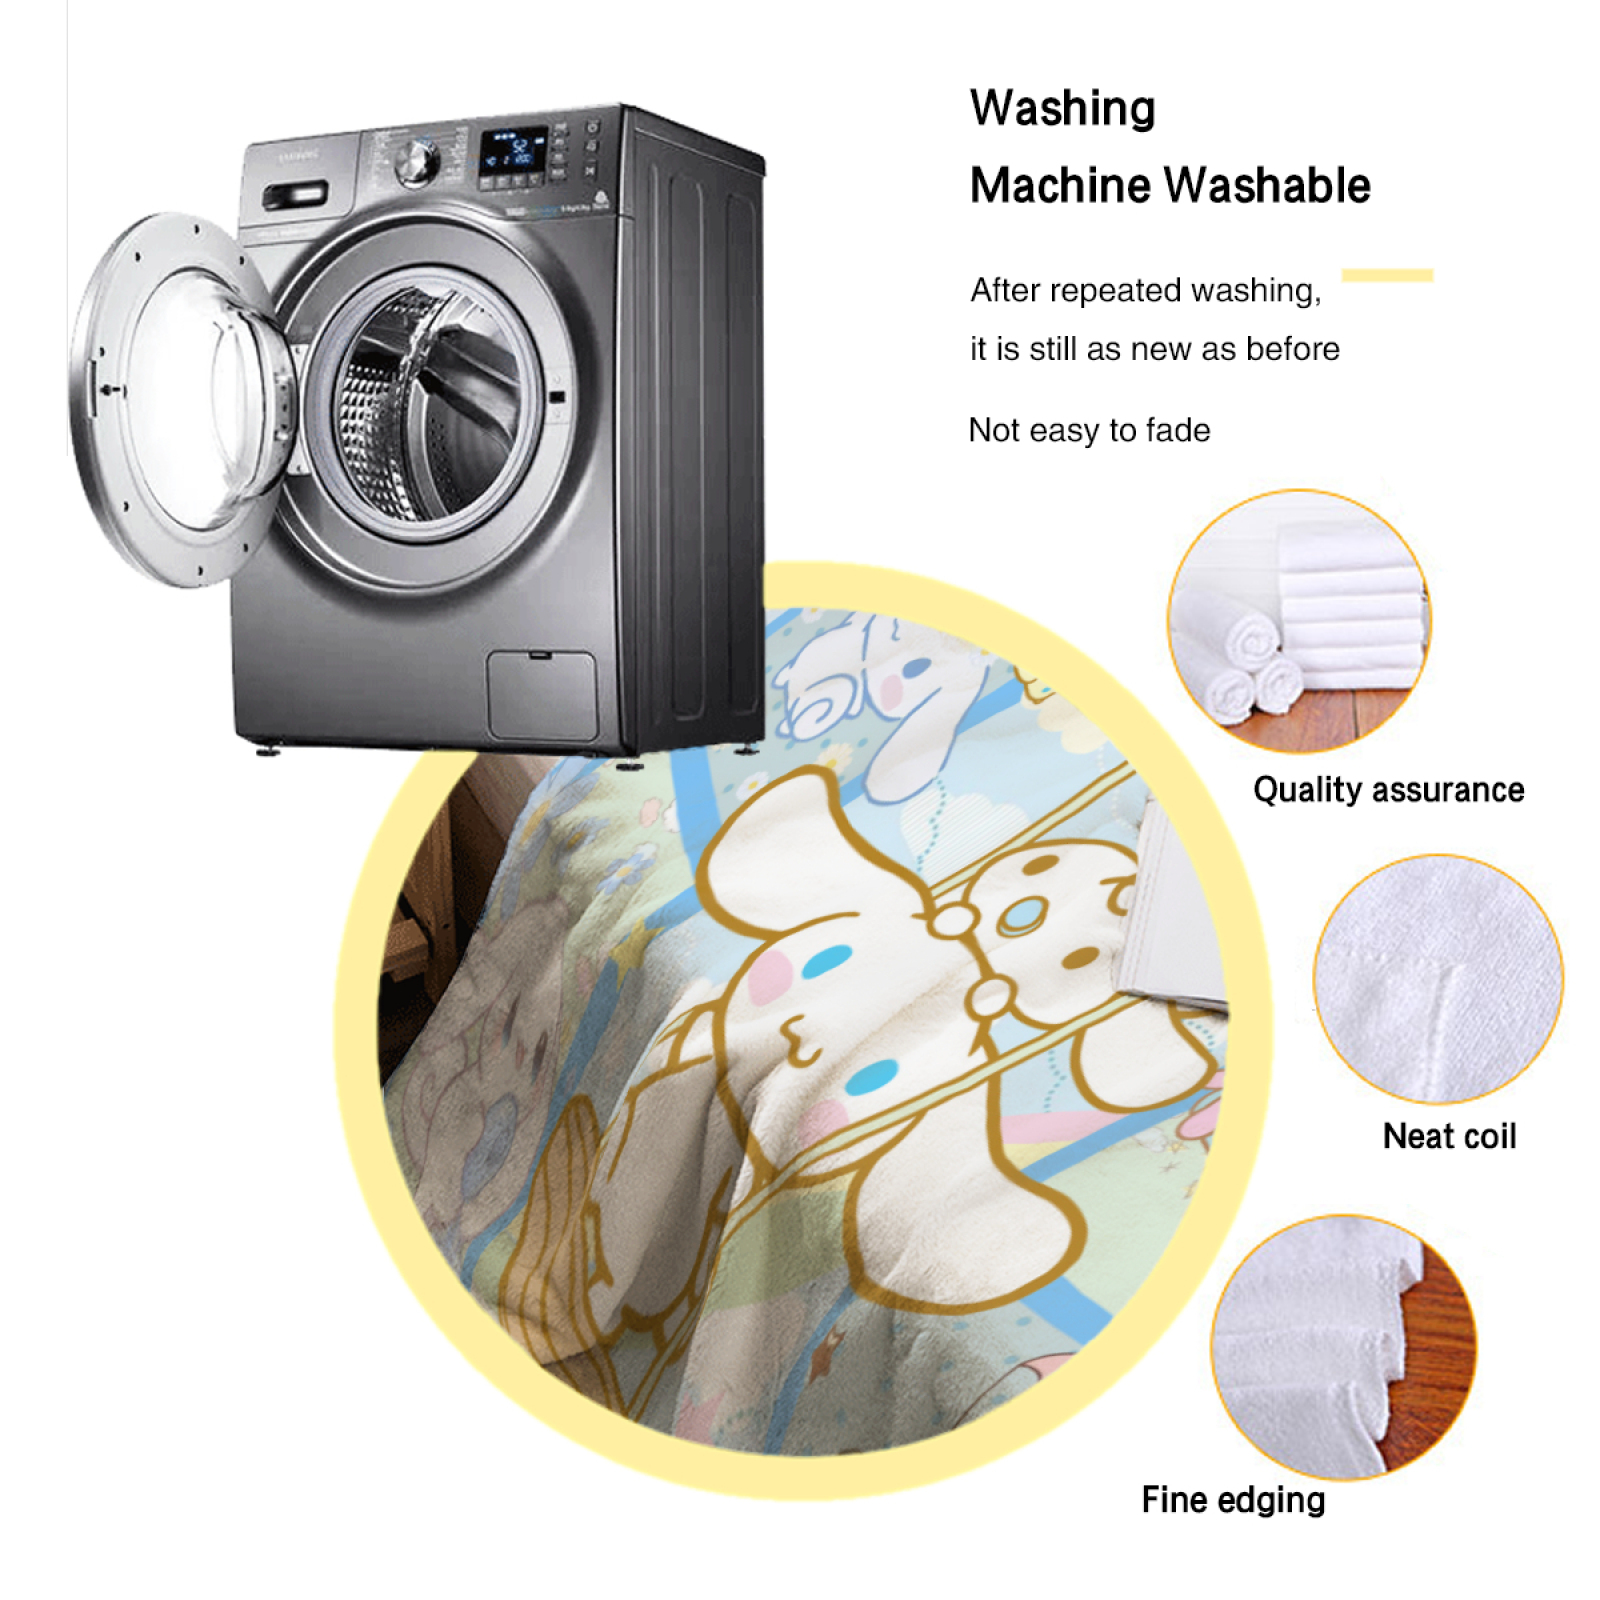 Washing
Machine Washable
After repeated washing,
it is still as new as before
Not easy to fade
Quality assurance
Neat coil
Fine edging